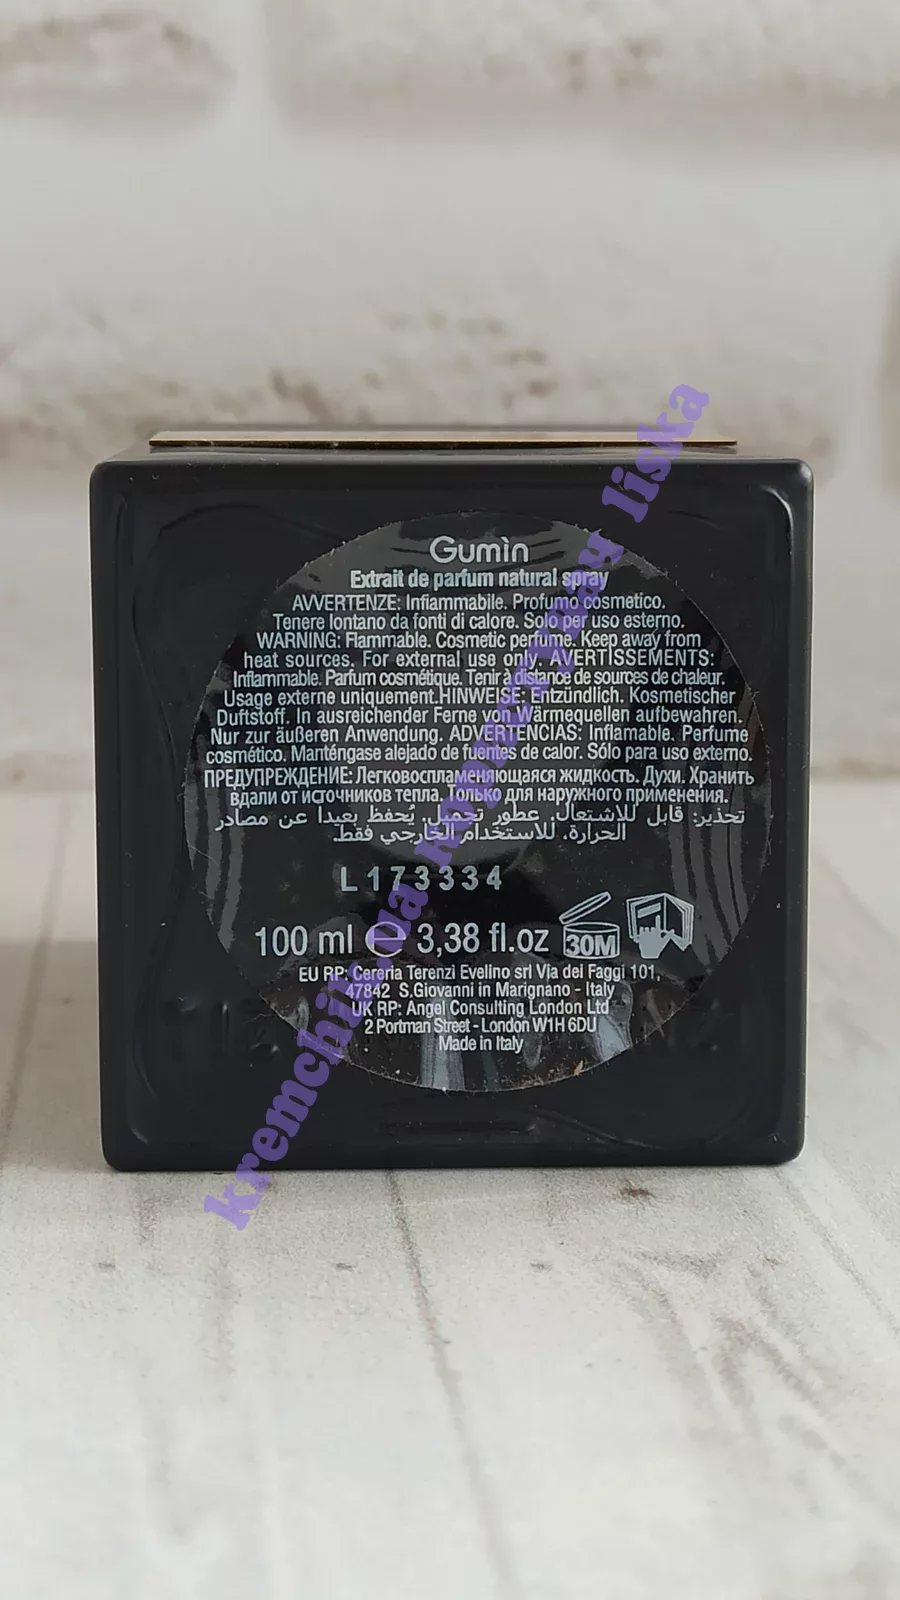 Gumìn
Extrait de parfum natural spray
AVVERTENZE: Infiammabile. Profumo cosmetico.
Tenere lontano da fonti di calore. Solo per uso esterno.
WARNING: Flammable. Cosmetic perfume. Keep away from
heat sources. For external use only. AVERTISSEMENTS:
Inflammable. Parfum cosmétique. Tenir à distance de sources de chaleur.
Usage externe uniquement.HINWEISE: Entzündlich. Kosmetischer
Duftstoff. In ausreichender Ferne von Wärmequellen aufbewahren.
Nur zur äußeren Anwendung. ADVERTENCIAS: Inflamable. Perfume
cosmético. Manténgase alejado de fuentes de calor. Sólo para uso externo.
ПРЕДУПРЕЖДЕНИЕ: Легковоспламеняющаяся жидкость. Духи. Хранить
вдали от источников тепла. Только для наружного применения.
تحذير: قابل للاشتعال. عطور تجميل. يُحفظ بعيدا عن مصادر
الحرارة. للاستخدام الخارجي فقط.
L173334
100 ml e 3,38 fl.oz 30M
EU RP: Cereria Terenzi Evelino srl Via dei Faggi 101,
47842 S.Giovanni in Marignano - Italy
UK RP: Angel Consulting London Ltd
2 Portman Street - London W1H 6DU
Made in Italy
kremchik.ua liska